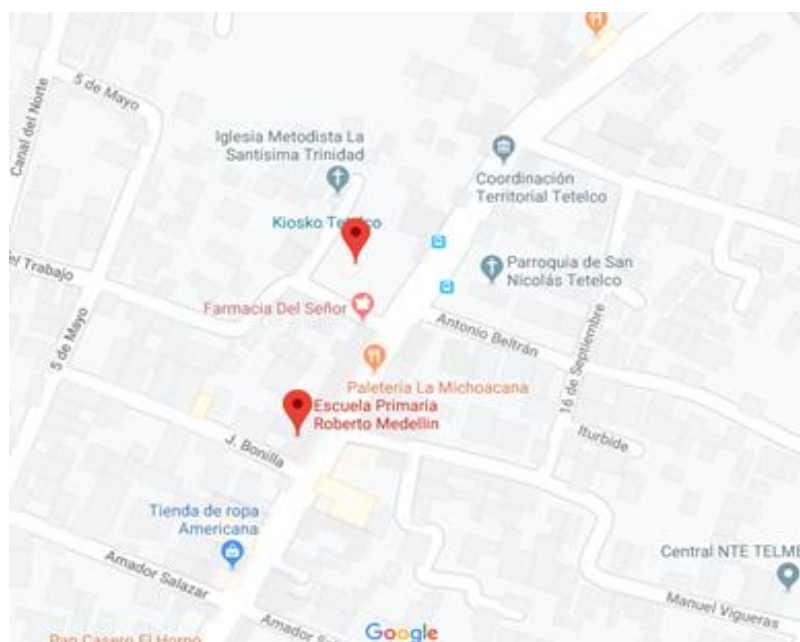 5 de Mayo
Canal del Norte
Iglesia Metodista La
Santísima Trinidad
Coordinación
Territorial Tetelco
Kiosko Tetelco
Parroquia de San
Nicolás Tetelco
el Trabajo
Farmacia Del Señor
Antonio Beltrán
5 de Mayo
16 de Septiembre
Paletería La Michoacana
Escuela Primaria
Roberto Medellin
Iturbide
J. Bonilla
Tienda de ropa
Americana
Central NTE TELME
Amador Salazar
Manuel Vigueras
Amador
Google
Pan Casero El Horno